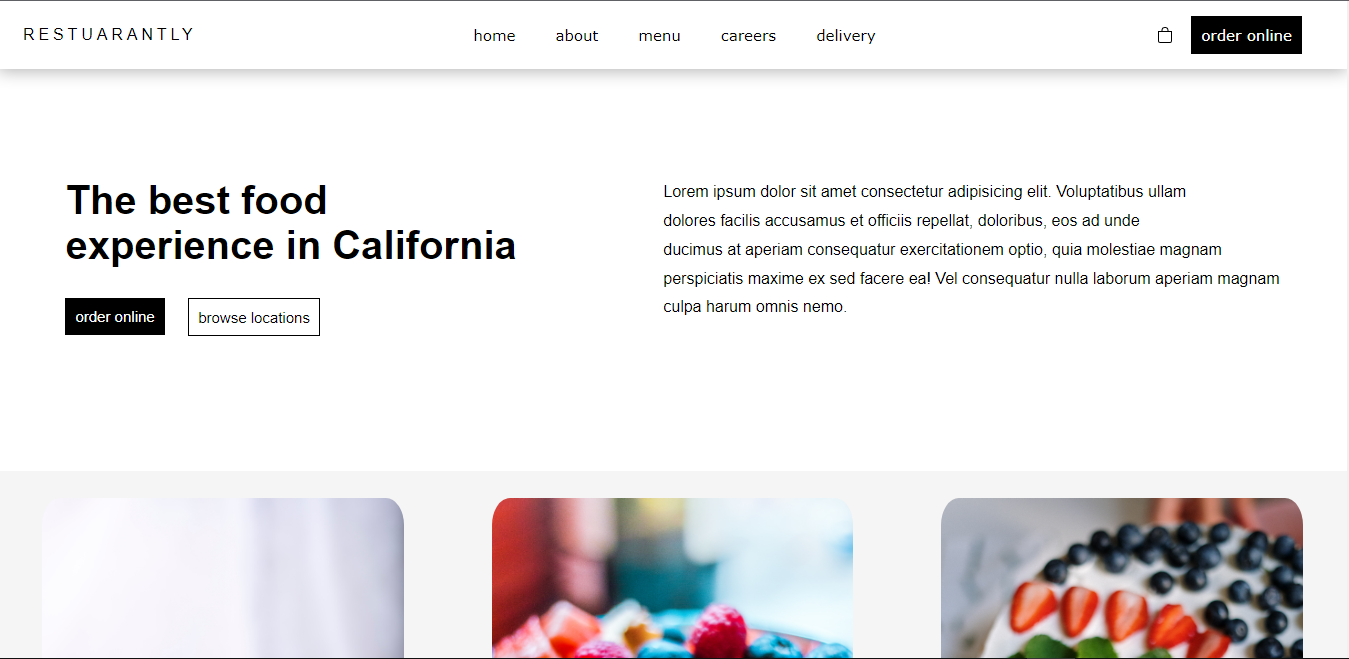 RESTUARANTLY
home about menu careers delivery
order online
The best food
experience in California
order online browse locations
Lorem ipsum dolor sit amet consectetur adipisicing elit. Voluptatibus ullam
dolores facilis accusamus et officiis repellat, doloribus, eos ad unde
ducimus at aperiam consequatur exercitationem optio, quia molestiae magnam
perspiciatis maxime ex sed facere ea! Vel consequatur nulla laborum aperiam magnam
culpa harum omnis nemo.